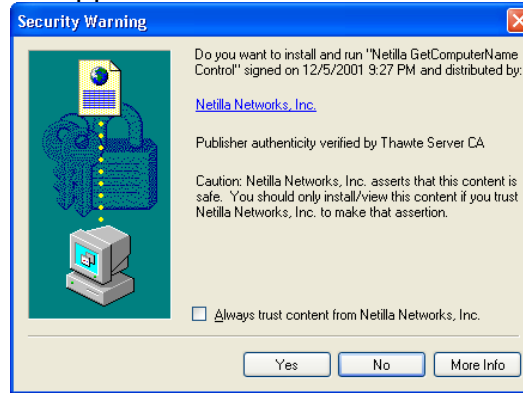 Security Warning
Do you want to install and run "Netilla GetComputerName
Control" signed on 12/5/2001 9:27 PM and distributed by:
Netilla Networks, Inc.
Publisher authenticity verified by Thawte Server CA
Caution: Netilla Networks, Inc. asserts that this content is
safe. You should only install/view this content if you trust
Netilla Networks, Inc. to make that assertion.
Always trust content from Netilla Networks, Inc.
Yes No More Info